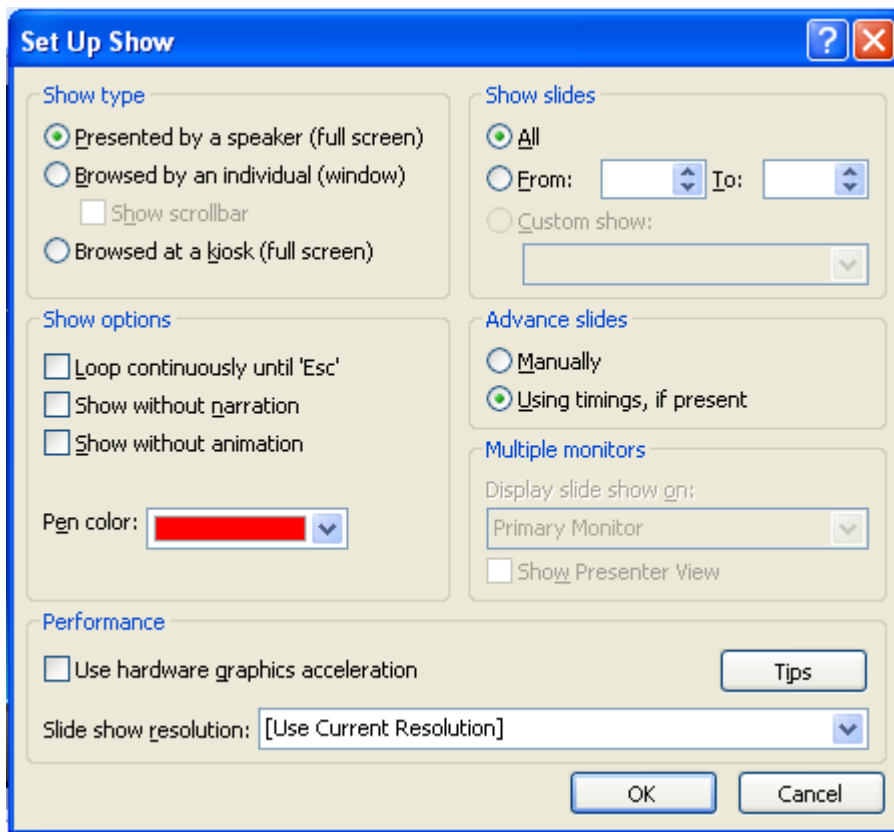 Set Up Show
Show type
Presented by a speaker (full screen)
Browsed by an individual (window)
Show scrollbar
Browsed at a kiosk (full screen)
Show slides
All
From: To:
Custom show:
Show options
Loop continuously until 'Esc'
Show without narration
Show without animation
Pen color:
Advance slides
Manually
Using timings, if present
Multiple monitors
Display slide show on:
Primary Monitor
Show Presenter View
Performance
Use hardware graphics acceleration
Tips
Slide show resolution: [Use Current Resolution]
OK Cancel